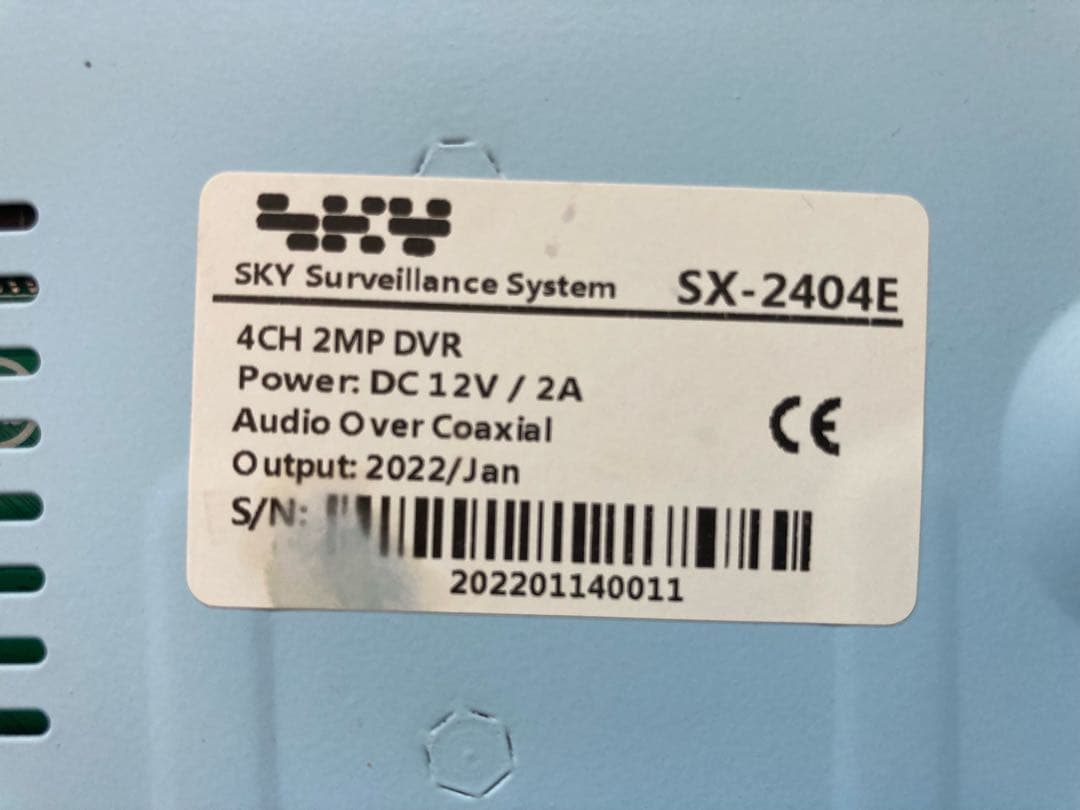 SKY
SKY Surveillance System SX-2404E
4CH 2MP DVR
Power: DC 12V / 2A
Audio Over Coaxial
Output: 2022/Jan
CE
S/N:
202201140011